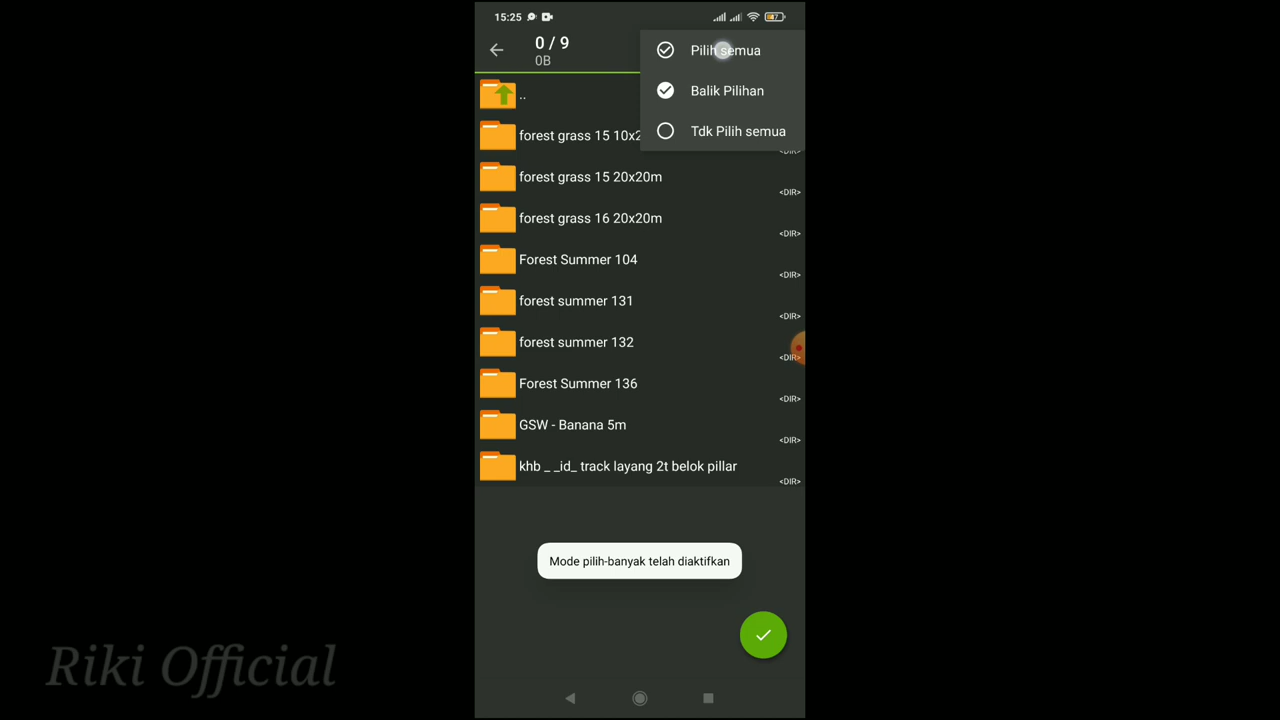 15:25
47
0 / 9
0B
Pilih semua
Balik Pilihan
Tdk Pilih semua
..
forest grass 15 10x2
<DIR>
forest grass 15 20x20m
<DIR>
forest grass 16 20x20m
<DIR>
Forest Summer 104
<DIR>
forest summer 131
<DIR>
forest summer 132
<DIR>
Forest Summer 136
<DIR>
GSW - Banana 5m
<DIR>
khb _ _id_ track layang 2t belok pillar
<DIR>
Mode pilih-banyak telah diaktifkan
Riki Official